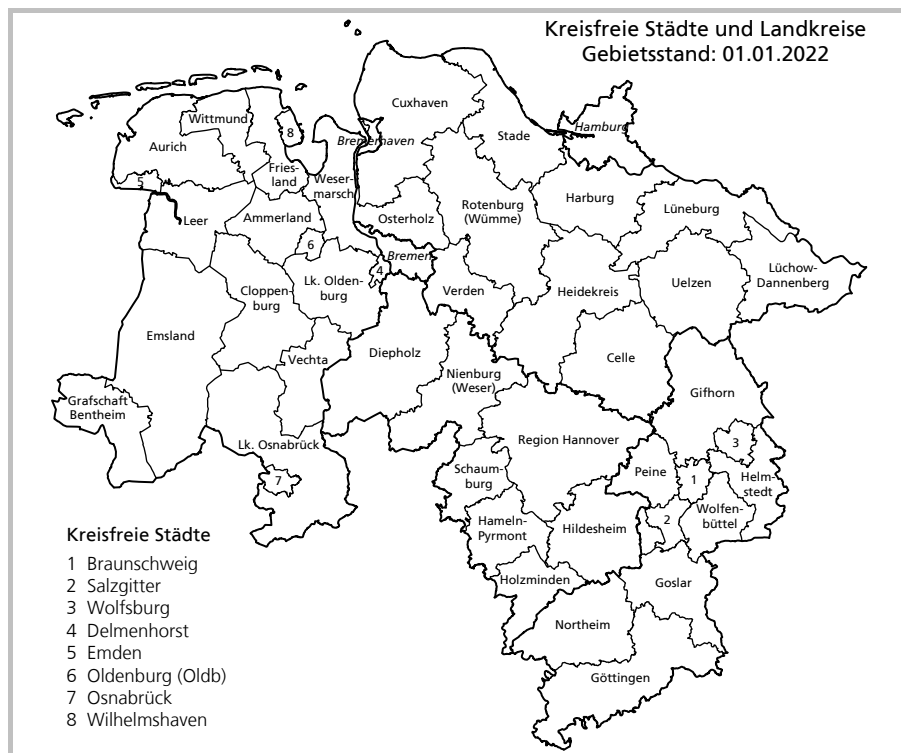 Kreisfreie Städte und Landkreise
Gebietsstand: 01.01.2022
Cuxhaven
Wittmund
8
Hamburg
Stade
Aurich
Bremerhaven
Fries-
land
Weser-
marsch
5
Harburg
Rotenburg
(Wümme)
Lüneburg
Leer
Ammerland
Osterholz
6
Bremen
4
Lk. Olden-
burg
Lüchow-
Dannenberg
Cloppen-
burg
Verden
Heidekreis
Uelzen
Emsland
Vechta
Diepholz
Celle
Nienburg
(Weser)
Grafschaft
Bentheim
Gifhorn
Lk. Osnabrück
Region Hannover
3
7
Schaum-
burg
Peine
1
Helm-
stedt
Wolfen-
büttel
2
Hameln-
Pyrmont
Hildesheim
Holzminden
Goslar
Northeim
Göttingen
Kreisfreie Städte
1 Braunschweig
2 Salzgitter
3 Wolfsburg
4 Delmenhorst
5 Emden
6 Oldenburg (Oldb)
7 Osnabrück
8 Wilhelmshaven